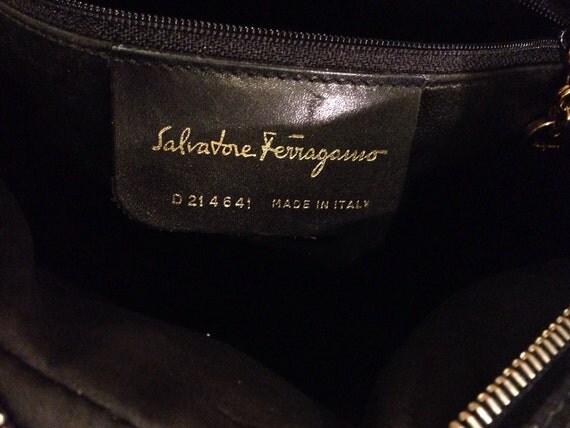 Salvatore Ferragamo
D 21 4641 MADE IN ITALY